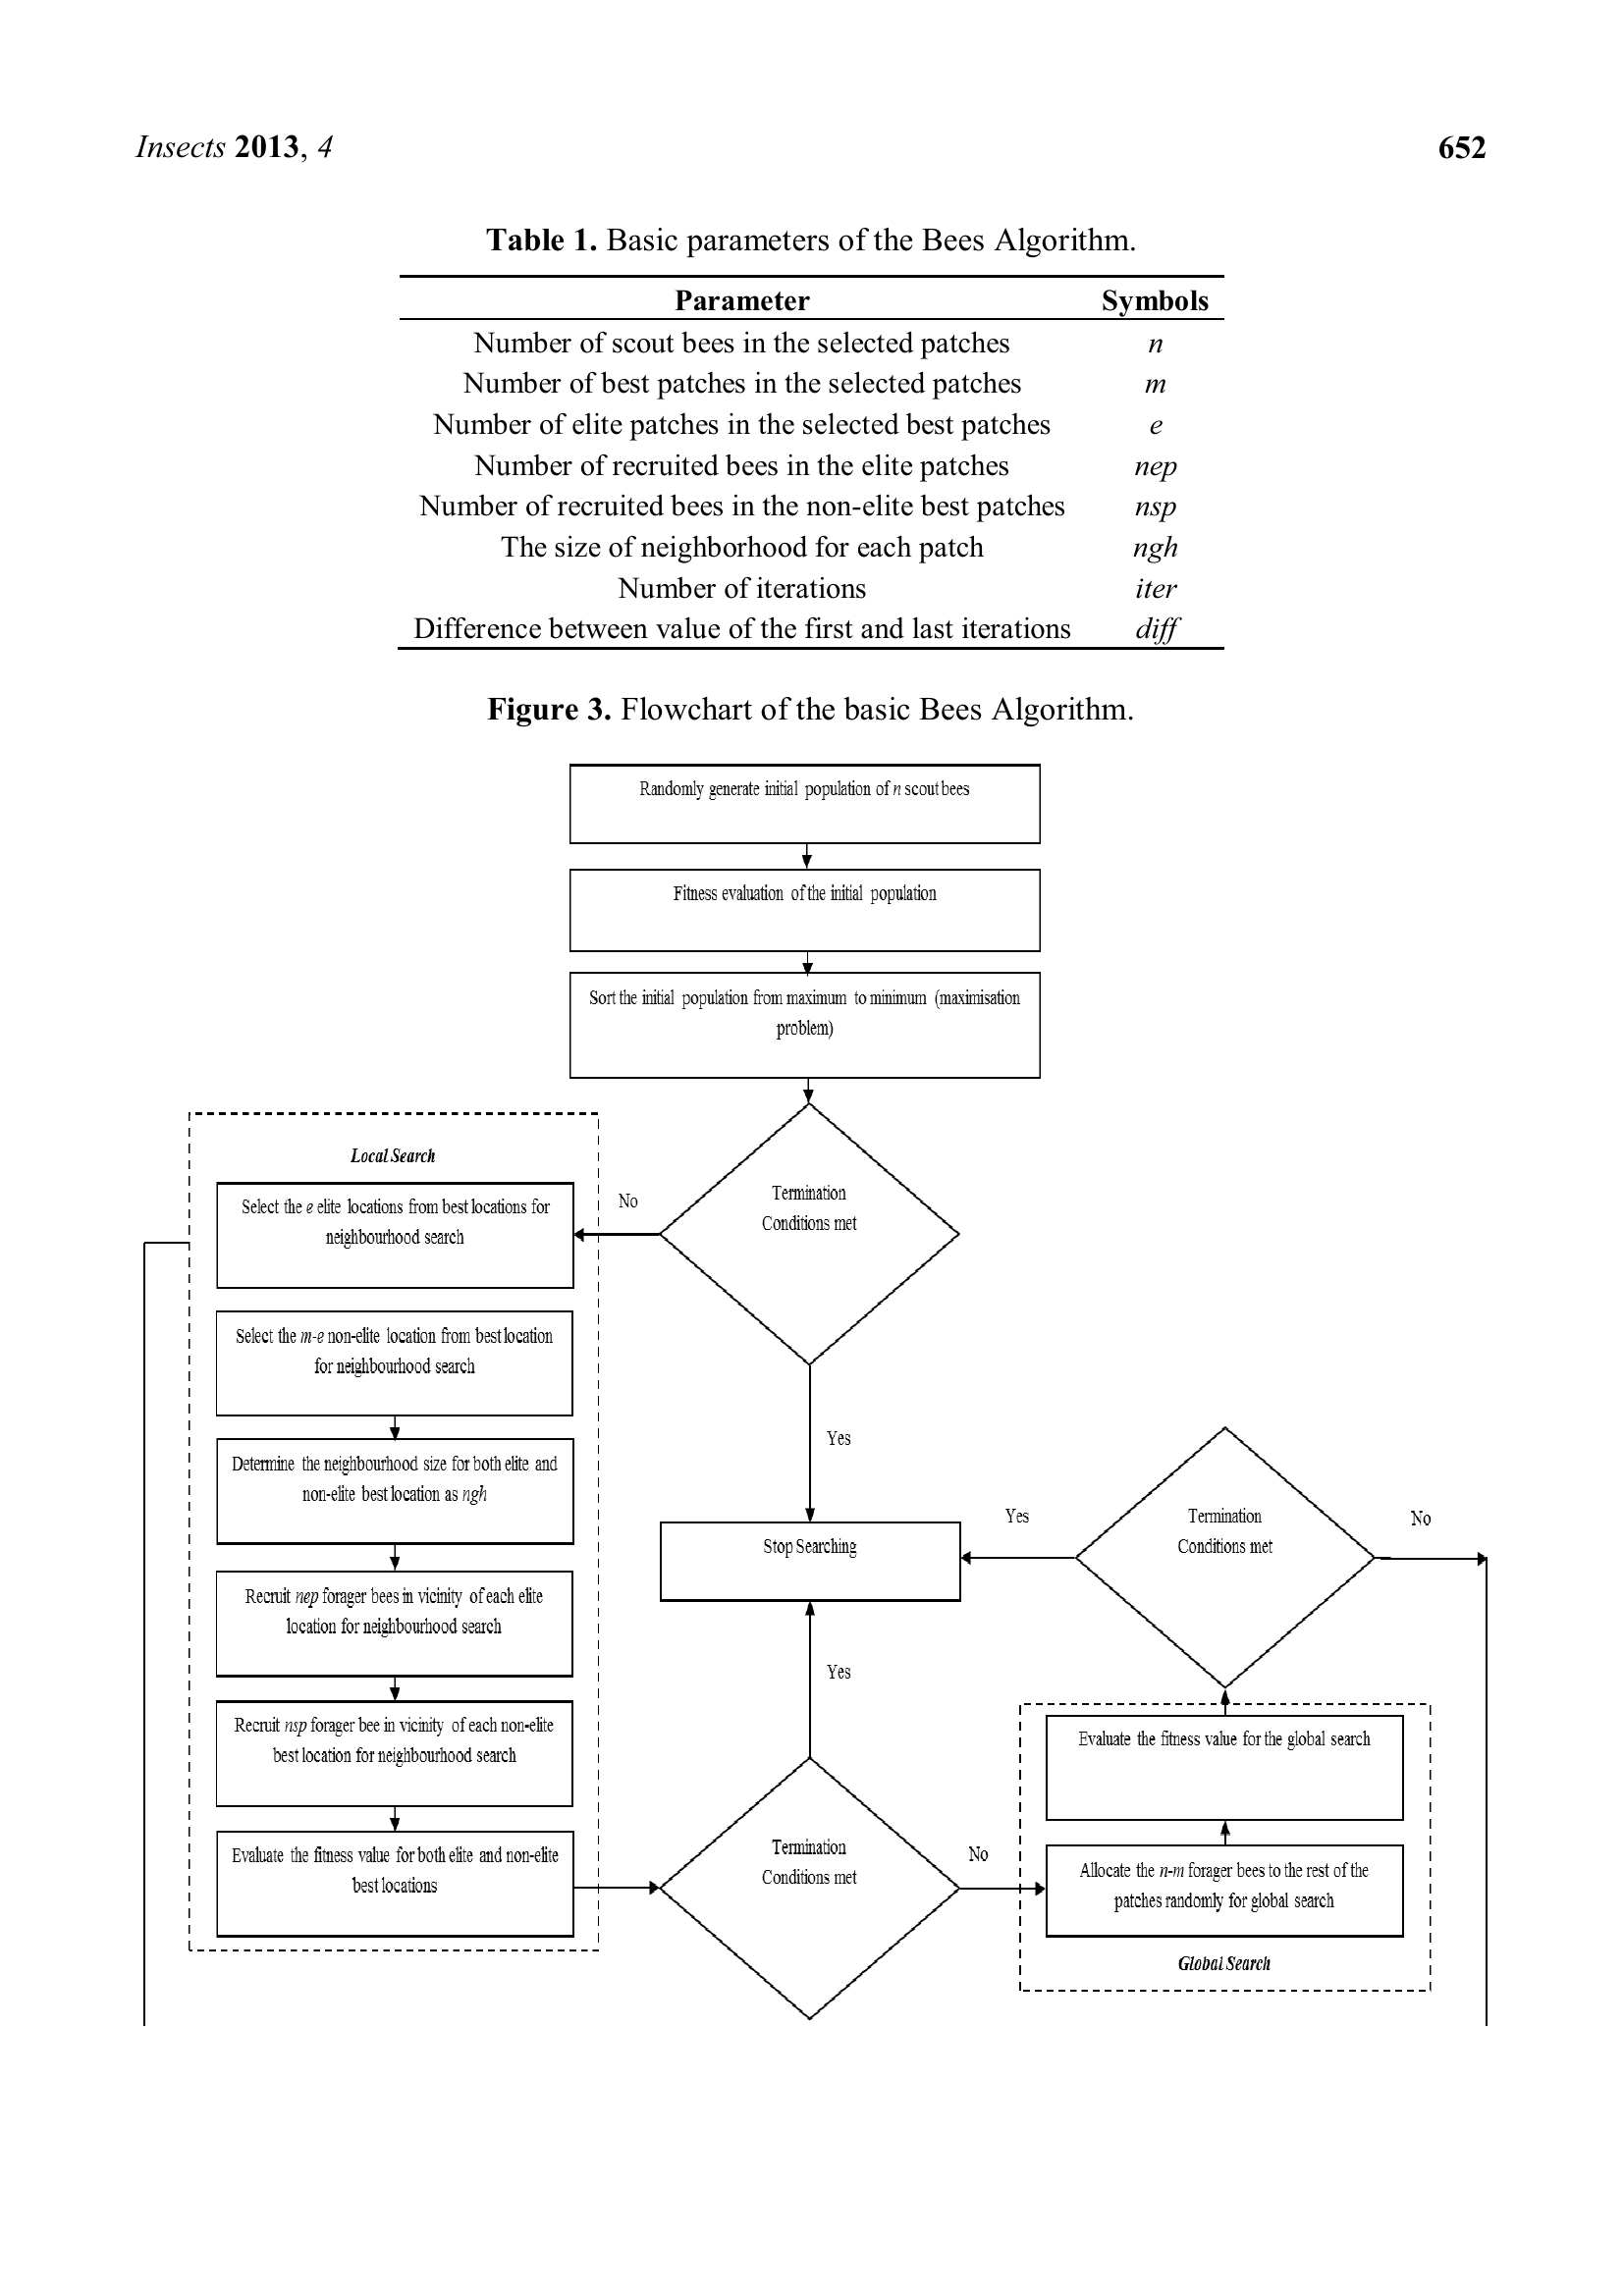 Insects 2013, 4
652
Table 1. Basic parameters of the Bees Algorithm.
Parameter Symbols
Number of scout bees in the selected patches n
Number of best patches in the selected patches m
Number of elite patches in the selected best patches e
Number of recruited bees in the elite patches nep
Number of recruited bees in the non-elite best patches nsp
The size of neighborhood for each patch ngh
Number of iterations iter
Difference between value of the first and last iterations diff
Figure 3. Flowchart of the basic Bees Algorithm.
Randomly generate initial population of n scout bees
Fitness evaluation of the initial population
Sort the initial population from maximum to minimum (maximisation
problem)
Termination
Conditions met
No
Local Search
Select the e elite locations from best locations for
neighbourhood search
Select the m-e non-elite location from best location
for neighbourhood search
Determine the neighbourhood size for both elite and
non-elite best location as ngh
Recruit nep forager bees in vicinity of each elite
location for neighbourhood search
Recruit nsp forager bee in vicinity of each non-elite
best location for neighbourhood search
Evaluate the fitness value for both elite and non-elite
best locations
Yes
Stop Searching
Yes
Termination
Conditions met
No
Yes
Termination
Conditions met
No
Evaluate the fitness value for the global search
Allocate the n-m forager bees to the rest of the
patches randomly for global search
Global Search